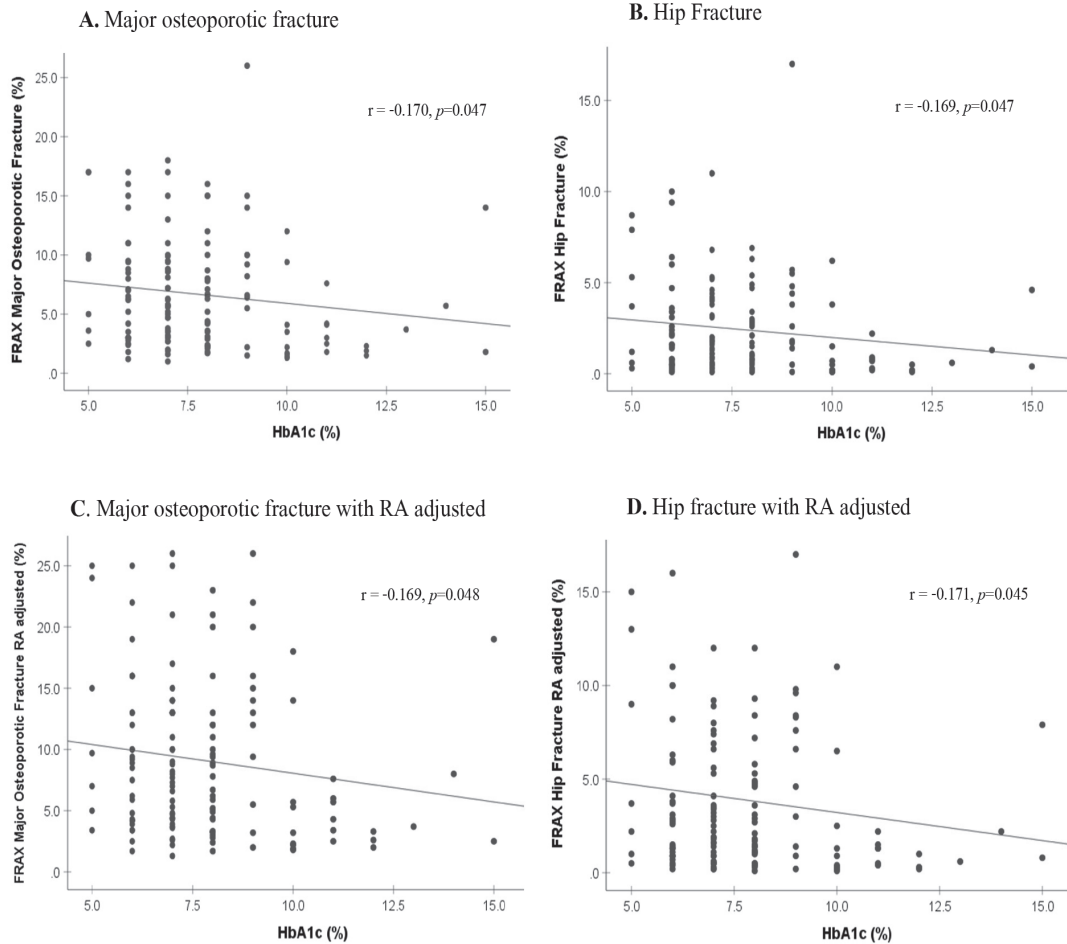 A. Major osteoporotic fracture
FRAX Major Osteoporotic Fracture (%)
25.0
20.0
15.0
10.0
5.0
.0
r = -0.170, p=0.047
5.0 7.5 10.0 12.5 15.0
HbA1c (%)
B. Hip Fracture
FRAX Hip Fracture (%)
15.0
10.0
5.0
.0
r = -0.169, p=0.047
5.0 7.5 10.0 12.5 15.0
HbA1c (%)
C. Major osteoporotic fracture with RA adjusted
FRAX Major Osteoporotic Fracture RA adjusted (%)
25.0
20.0
15.0
10.0
5.0
.0
r = -0.169, p=0.048
5.0 7.5 10.0 12.5 15.0
HbA1c (%)
D. Hip fracture with RA adjusted
FRAX Hip Fracture RA adjusted (%)
15.0
10.0
5.0
.0
r = -0.171, p=0.045
5.0 7.5 10.0 12.5 15.0
HbA1c (%)